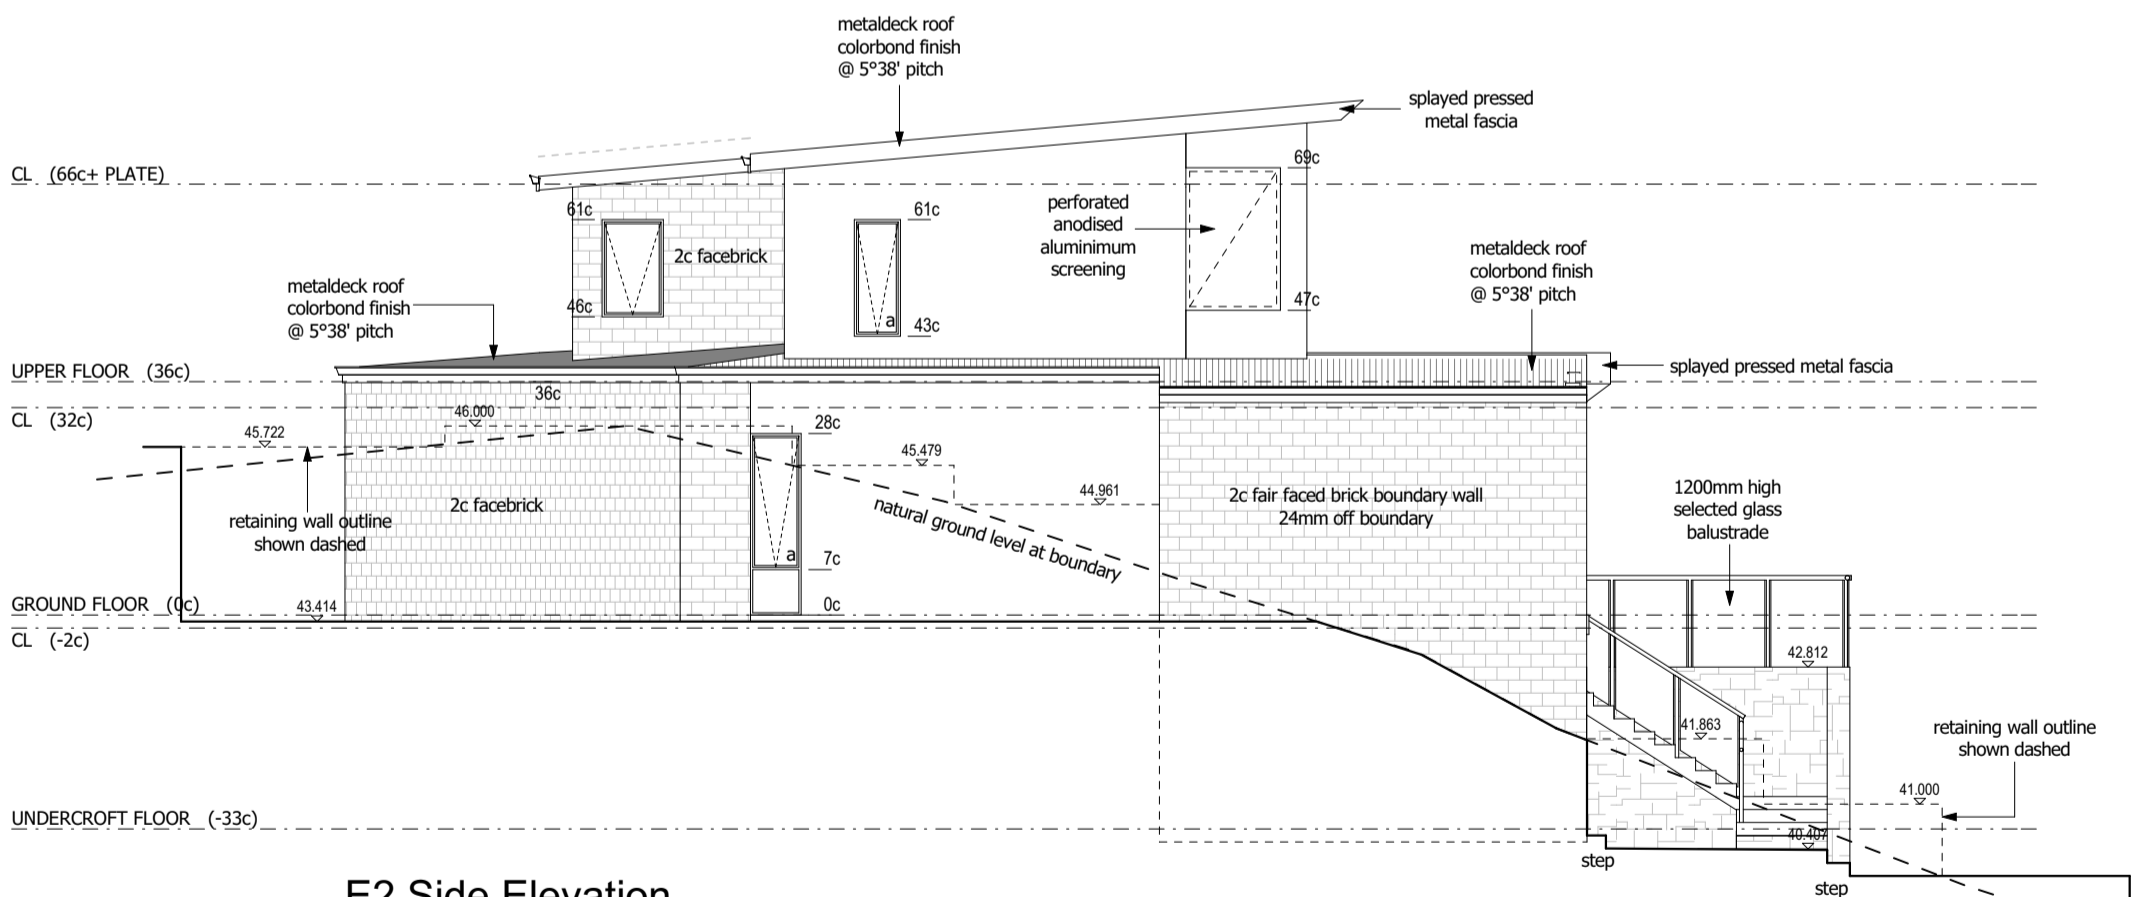 metaldeck roof
colorbond finish
@ 5°38' pitch
splayed pressed
metal fascia
CL (66c+ PLATE)
69c
61c
61c
perforated
anodised
aluminimum
screening
2c facebrick
metaldeck roof
colorbond finish
@ 5°38' pitch
metaldeck roof
colorbond finish
@ 5°38' pitch
46c
a
43c
47c
UPPER FLOOR (36c)
splayed pressed metal fascia
36c
CL (32c)
46.000
28c
45.722
45.479
44.961
2c facebrick
retaining wall outline
shown dashed
natural ground level at boundary
2c fair faced brick boundary wall
24mm off boundary
1200mm high
selected glass
balustrade
a
7c
0c
GROUND FLOOR (0c)
43.414
CL (-2c)
42.812
41.863
retaining wall outline
shown dashed
41.000
UNDERCROFT FLOOR (-33c)
40.407
step
step
E2 Side Elevation